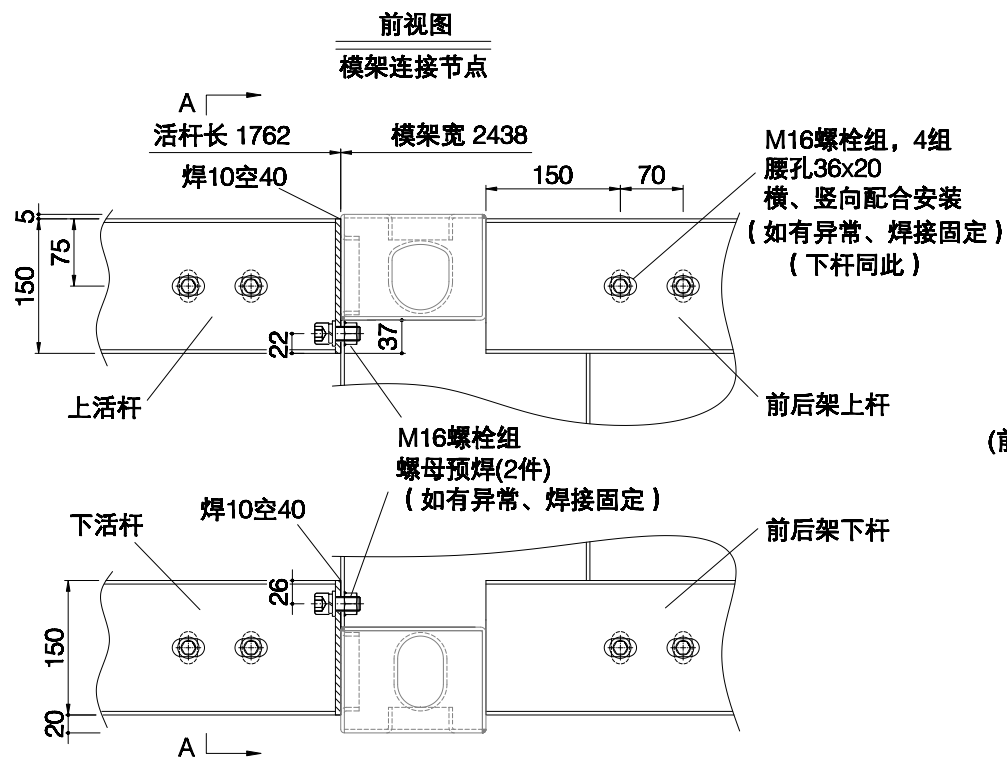 前视图
模架连接节点
A
活杆长 1762
模架宽 2438
焊10空40
150
70
M16螺栓组，4组
腰孔36x20
横、竖向配合安装
（如有异常、焊接固定）
（下杆同此）
5
75
150
22
37
上活杆
前后架上杆
M16螺栓组
螺母预焊(2件)
（如有异常、焊接固定）
(前
下活杆
焊10空40
前后架下杆
26
150
20
A